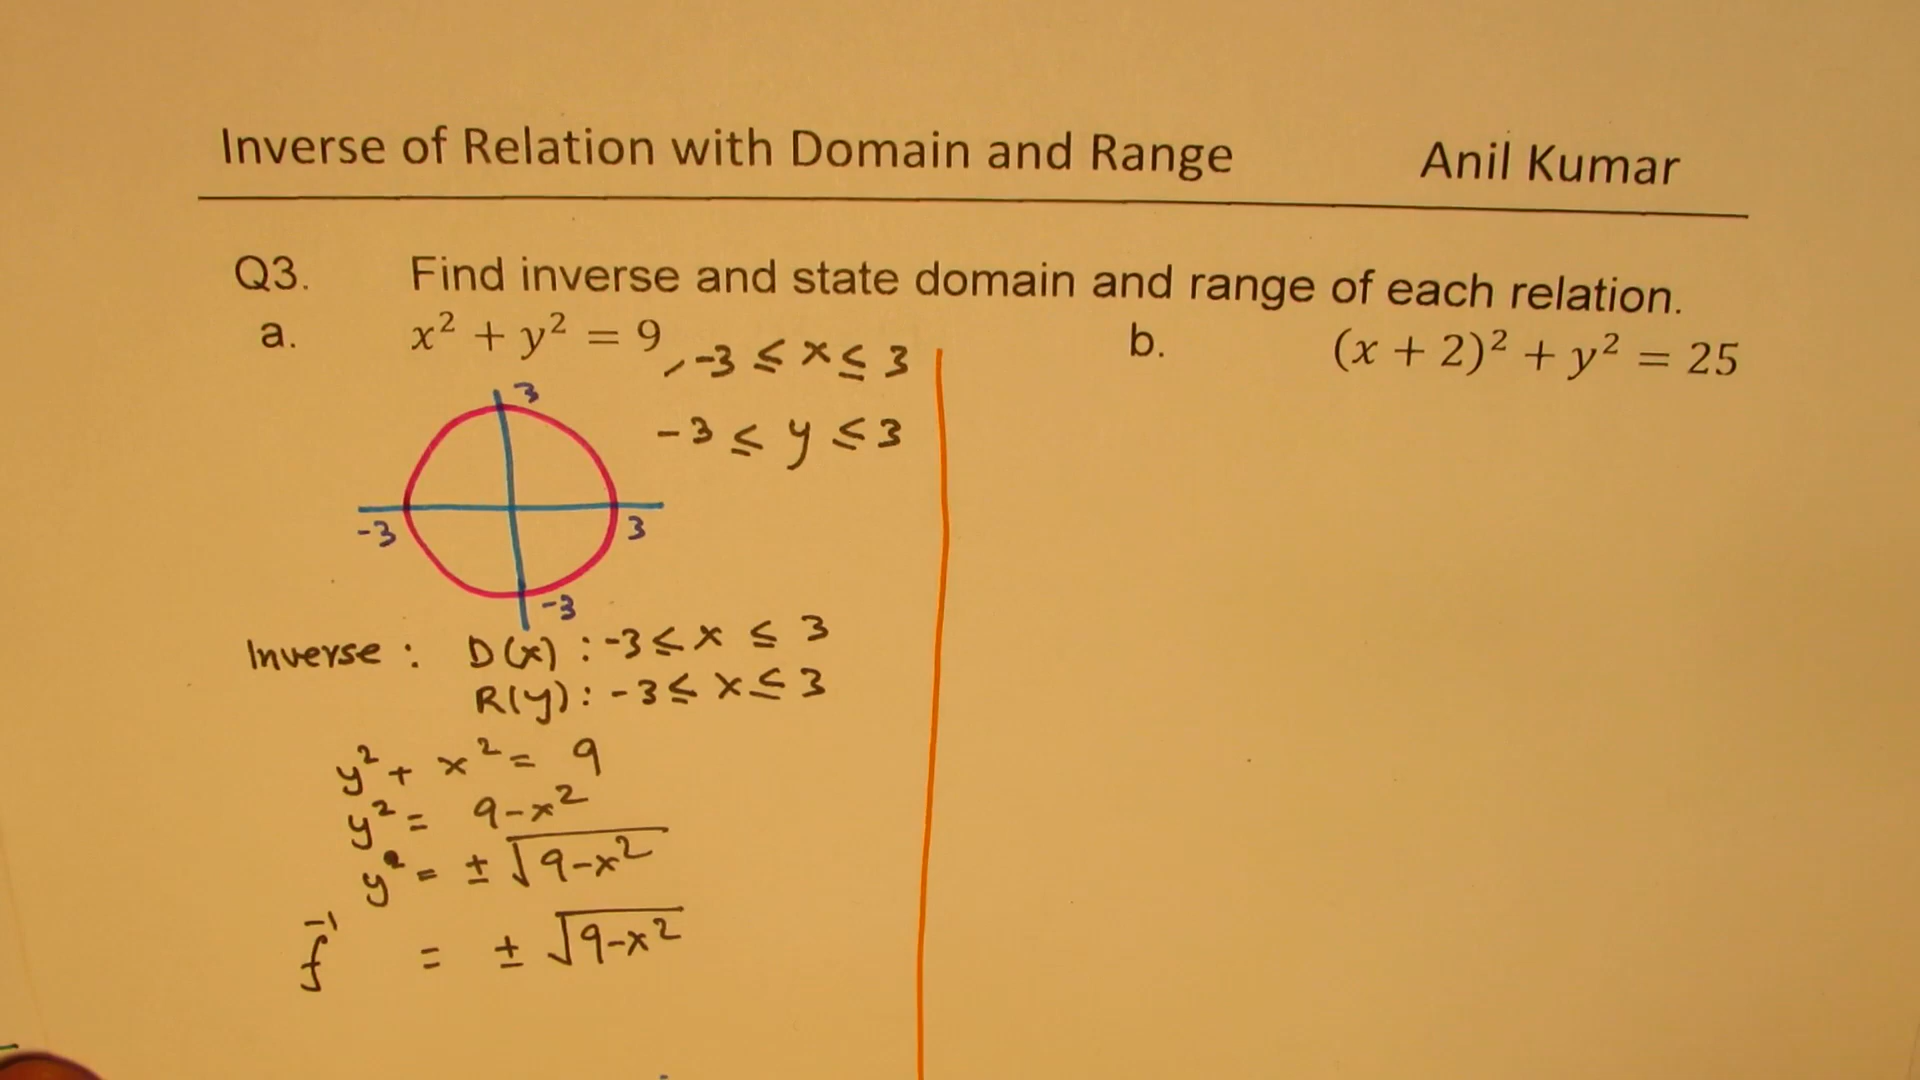 Inverse of Relation with Domain and Range Anil Kumar
Q3. Find inverse and state domain and range of each relation.
a. x² + y² = 9, -3 ≤ x ≤ 3
-3 ≤ y ≤ 3
3
-3 3
-3
Inverse : D(x) : -3 ≤ x ≤ 3
R(y) : -3 ≤ x ≤ 3
y² + x² = 9
y² = 9-x²
y = ± √9-x²
f⁻¹ = ± √9-x²
b. (x + 2)² + y² = 25